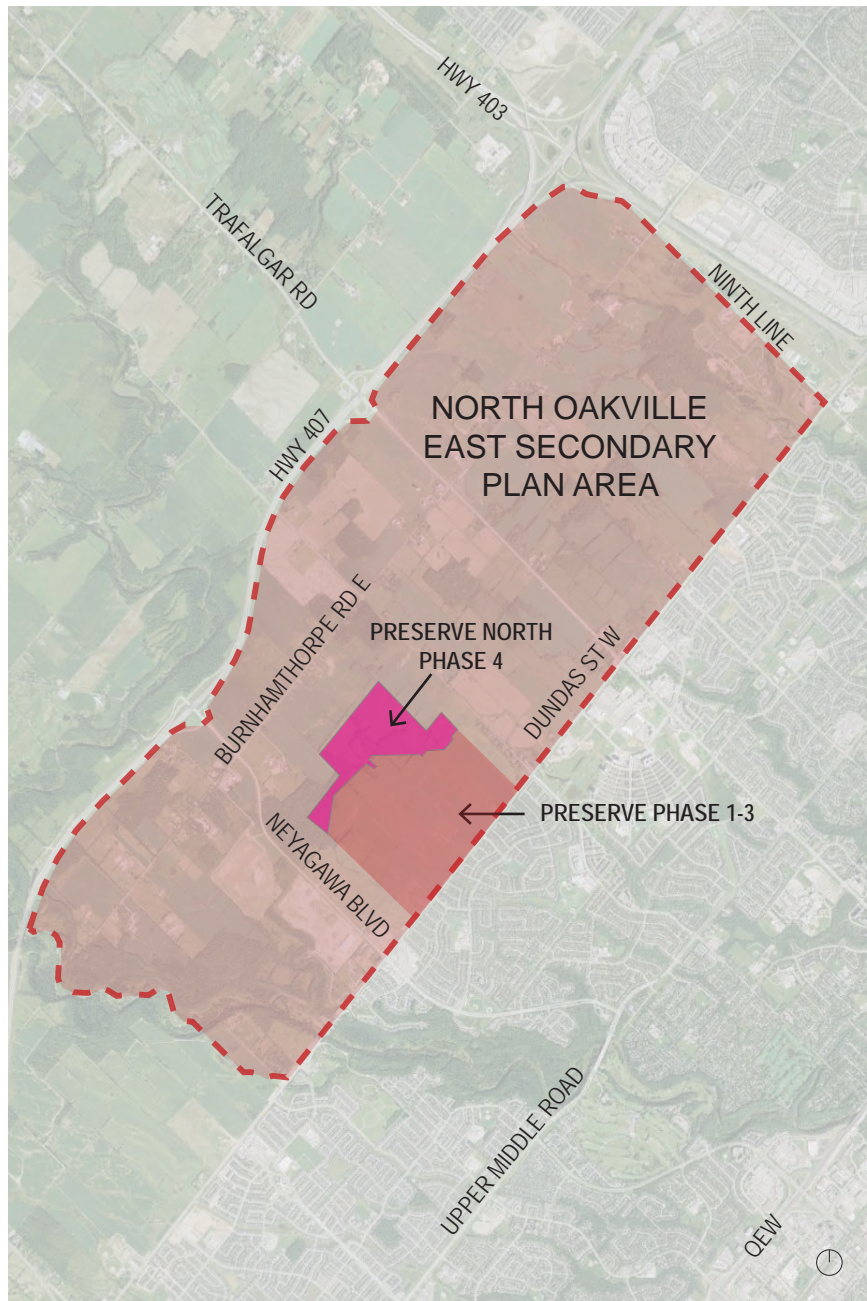 HWY 403
TRAFALGAR RD
NINTH LINE
HWY 407
NORTH OAKVILLE
EAST SECONDARY
PLAN AREA
BURNHAMTHORPE RD E
PRESERVE NORTH
PHASE 4
DUNDAS ST W
PRESERVE PHASE 1-3
NEYAGAWA BLVD
UPPER MIDDLE ROAD
QEW